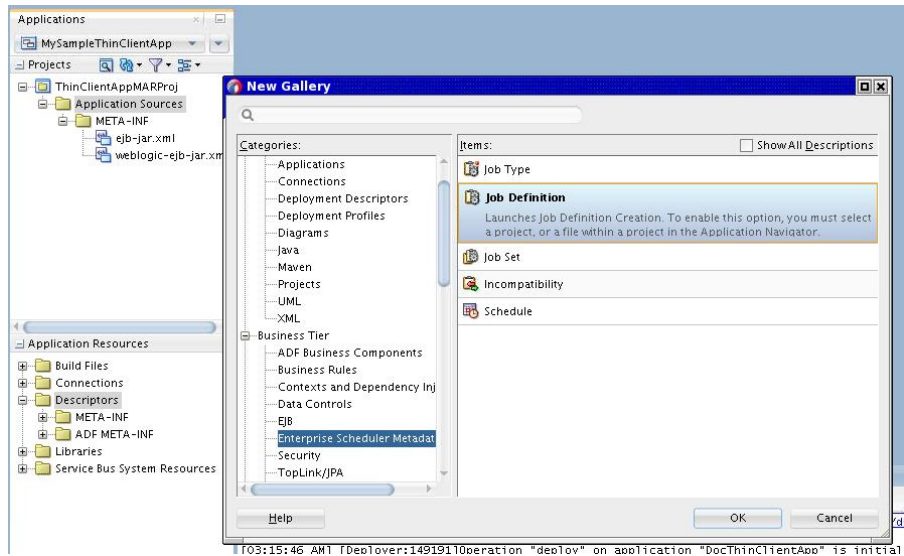 Applications
MySampleThinClientApp
Projects
ThinClientAppMARProj
Application Sources
META-INF
ejb-jar.xml
weblogic-ejb-jar.xm
Application Resources
Build Files
Connections
Descriptors
META-INF
ADF META-INF
Libraries
Service Bus System Resources
New Gallery
Categories:
Applications
Connections
Deployment Descriptors
Deployment Profiles
Diagrams
Java
Maven
Projects
UML
XML
Business Tier
ADF Business Components
Business Rules
Contexts and Dependency Inj
Data Controls
EJB
Enterprise Scheduler Metadat
Security
TopLink/JPA
Items:
Show All Descriptions
Job Type
Job Definition
Launches Job Definition Creation. To enable this option, you must select
a project, or a file within a project in the Application Navigator.
Job Set
Incompatibility
Schedule
Help
OK
Cancel
/d
[03:15:46 AM] [Deployer:149191]Operation "deploy" on application "DocThinClientApp" is initial